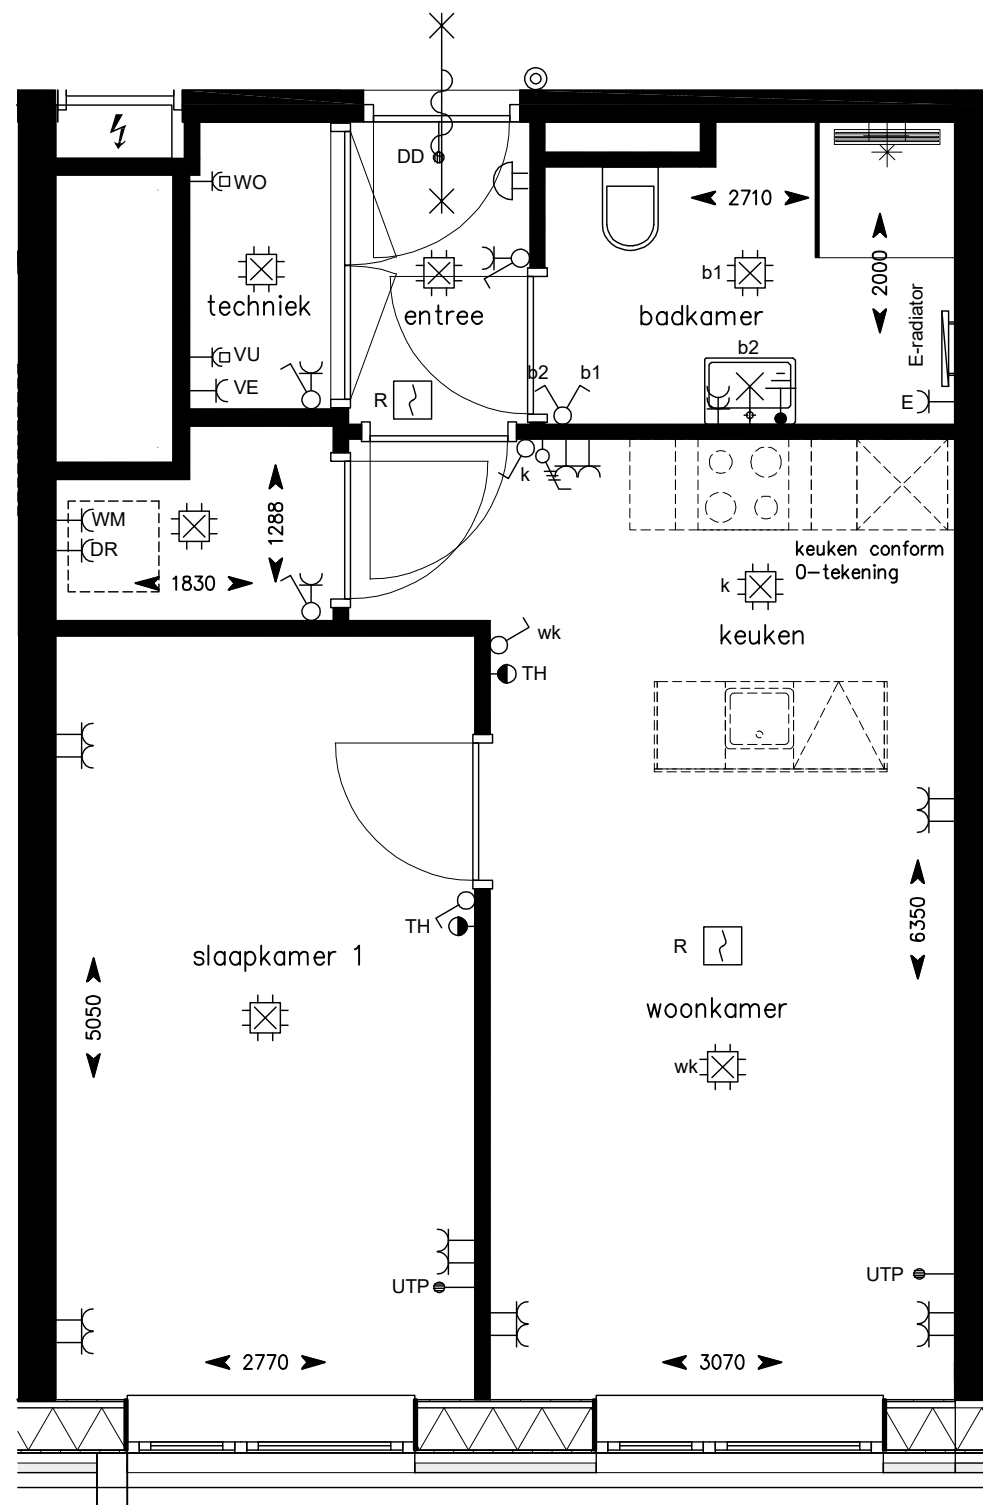 DD
WO
2710
2000
b1
techniek
entree
badkamer
E-radiator
b2
VU
VE
R
b2
b1
E
k
WM
DR
1288
1830
keuken conform
0-tekening
k
keuken
wk
TH
TH
6350
R
slaapkamer 1
5050
woonkamer
wk
UTP
UTP
2770
3070